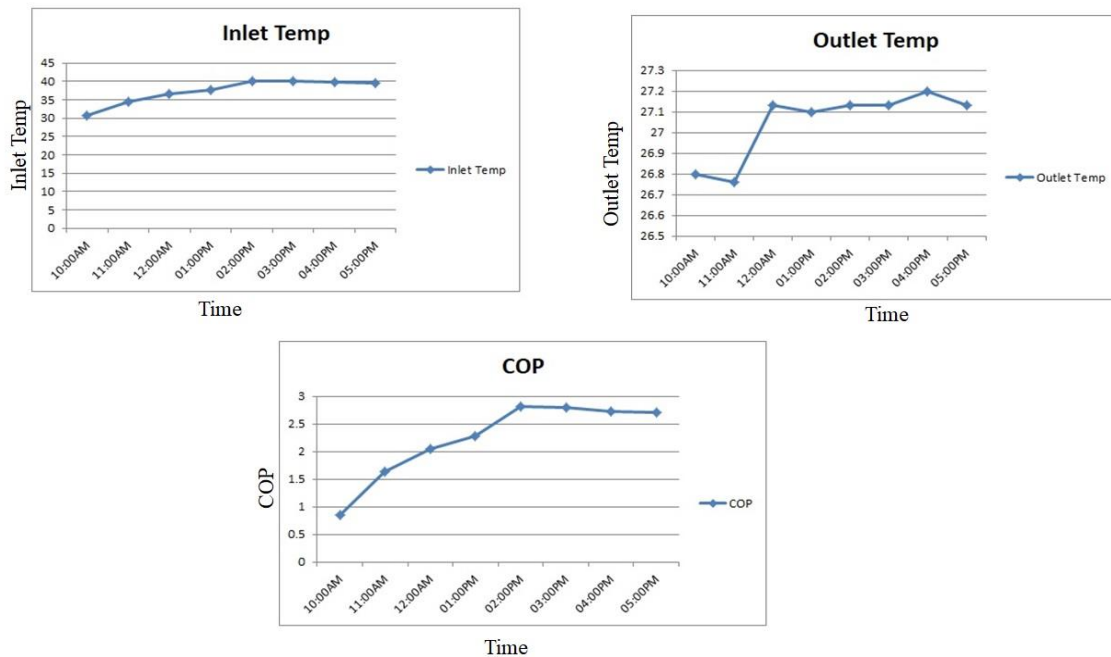 Inlet Temp
45
40
35
30
25
20
15
10
5
0
Inlet Temp
Inlet Temp
10:00AM
11:00AM
12:00AM
01:00PM
02:00PM
03:00PM
04:00PM
05:00PM
Time
Outlet Temp
27.3
27.2
27.1
27
26.9
26.8
26.7
26.6
26.5
Outlet Temp
Outlet Temp
10:00AM
11:00AM
12:00AM
01:00PM
02:00PM
03:00PM
04:00PM
05:00PM
Time
COP
3
2.5
2
1.5
1
0.5
0
COP
COP
10:00AM
11:00AM
12:00AM
01:00PM
02:00PM
03:00PM
04:00PM
05:00PM
Time